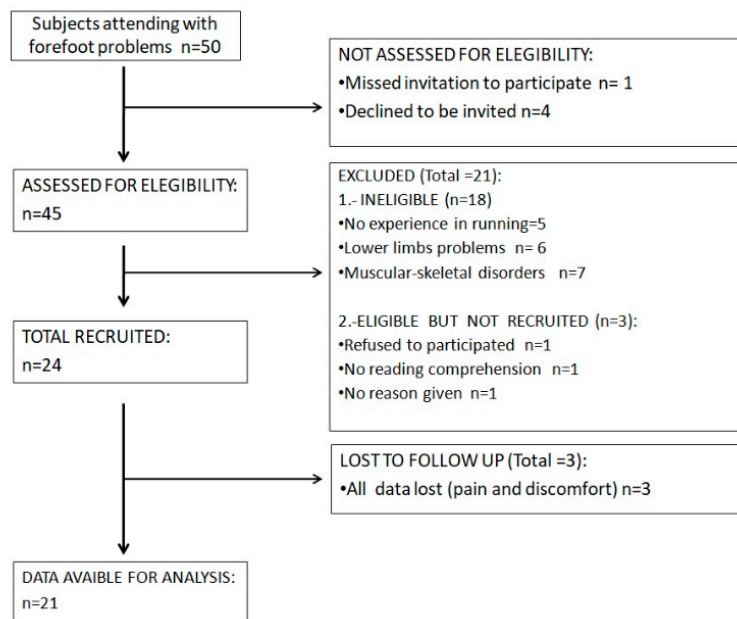 Subjects attending with
forefoot problems n=50
NOT ASSESSED FOR ELEGIBILITY:
•Missed invitation to participate n= 1
•Declined to be invited n=4
ASSESSED FOR ELEGIBILITY:
n=45
EXCLUDED (Total =21):
1.- INELIGIBLE (n=18)
•No experience in running=5
•Lower limbs problems n= 6
•Muscular-skeletal disorders n=7
2.-ELIGIBLE BUT NOT RECRUITED (n=3):
•Refused to participated n=1
•No reading comprehension n=1
•No reason given n=1
TOTAL RECRUITED:
n=24
LOST TO FOLLOW UP (Total =3):
•All data lost (pain and discomfort) n=3
DATA AVAIBLE FOR ANALYSIS:
n=21